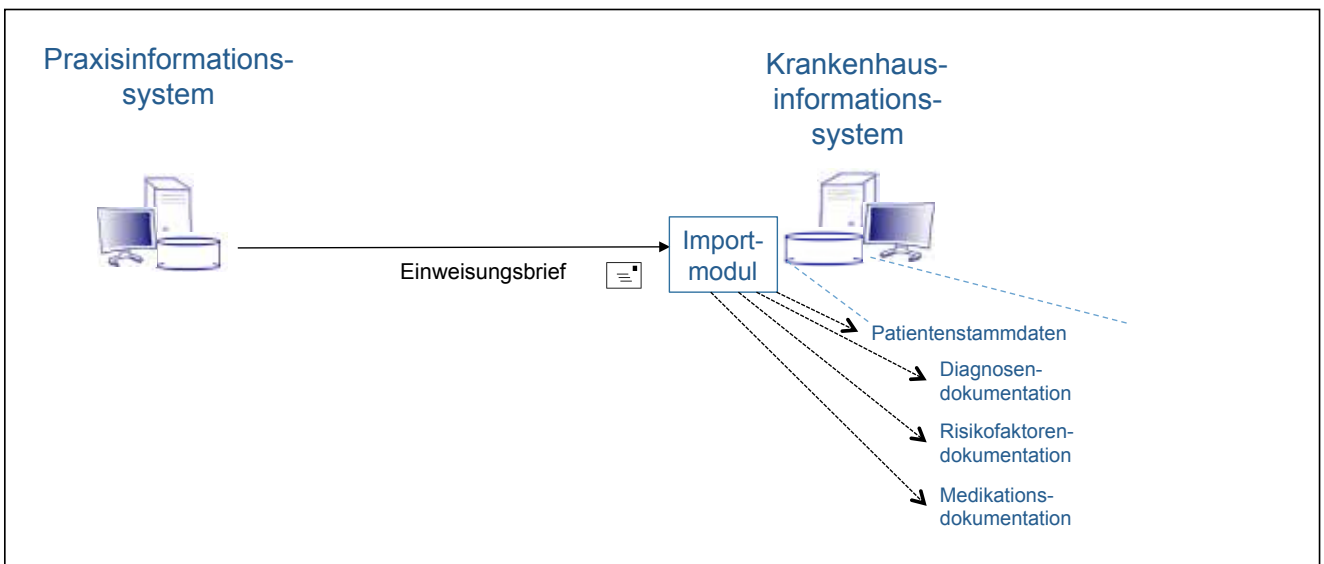 Praxisinformations-
system
Krankenhaus-
informations-
system
Import-
modul
Einweisungsbrief
Patientenstammdaten
Diagnosen-
dokumentation
Risikofaktoren-
dokumentation
Medikations-
dokumentation